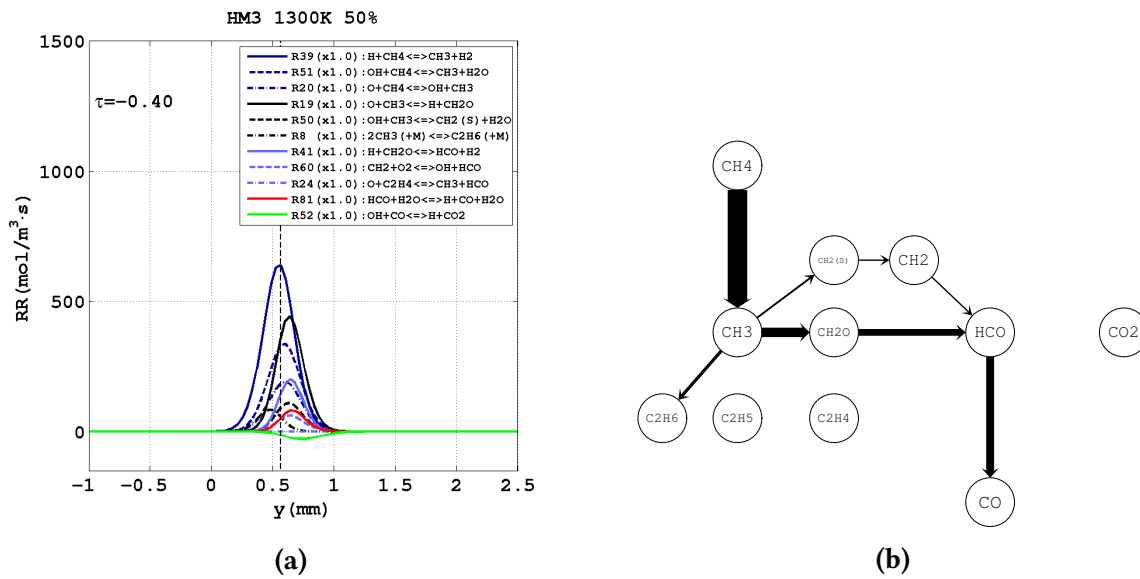 HM3 1300K 50%
1500
1000
500
0
RR(mol/m³·s)
τ=−0.40
R39(x1.0):H+CH4<=>CH3+H2
R51(x1.0):OH+CH4<=>CH3+H2O
R20(x1.0):O+CH4<=>OH+CH3
R19(x1.0):O+CH3<=>H+CH2O
R50(x1.0):OH+CH3<=>CH2(S)+H2O
R8 (x1.0):2CH3(+M)<=>C2H6(+M)
R41(x1.0):H+CH2O<=>HCO+H2
R60(x1.0):CH2+O2<=>OH+HCO
R24(x1.0):O+C2H4<=>CH3+HCO
R81(x1.0):HCO+H2O<=>H+CO+H2O
R52(x1.0):OH+CO<=>H+CO2
−1 −0.5 0 0.5 1 1.5 2 2.5
y(mm)
(a)
CH4
CH2(S) CH2
CH3 CH2O HCO CO2
C2H6 C2H5 C2H4
CO
(b)